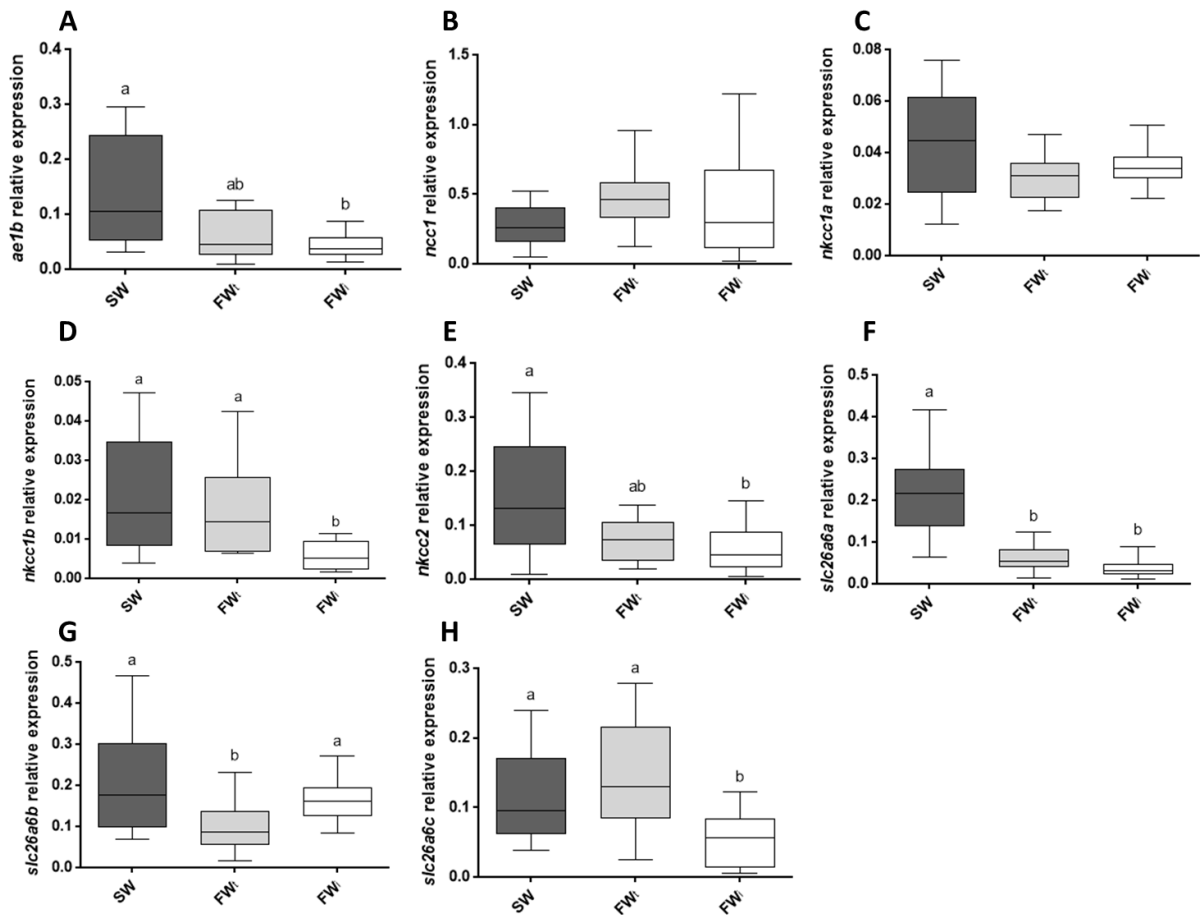 A
ae1b relative expression
0.4
0.3
0.2
0.1
0.0
a
ab
b
SW
FWt
FWi
B
ncc1 relative expression
1.5
1.0
0.5
0.0
SW
FWt
FWi
C
nkcc1a relative expression
0.08
0.06
0.04
0.02
0.00
SW
FWt
FWi
D
nkcc1b relative expression
0.05
0.04
0.03
0.02
0.01
0.00
a
a
b
SW
FWt
FWi
E
nkcc2 relative expression
0.4
0.3
0.2
0.1
0.0
a
ab
b
SW
FWt
FWi
F
slc26a6a relative expression
0.5
0.4
0.3
0.2
0.1
0.0
a
b
b
SW
FWt
FWi
G
slc26a6b relative expression
0.5
0.4
0.3
0.2
0.1
0.0
a
b
a
SW
FWt
FWi
H
slc26a6c relative expression
0.3
0.2
0.1
0.0
a
a
b
SW
FWt
FWi